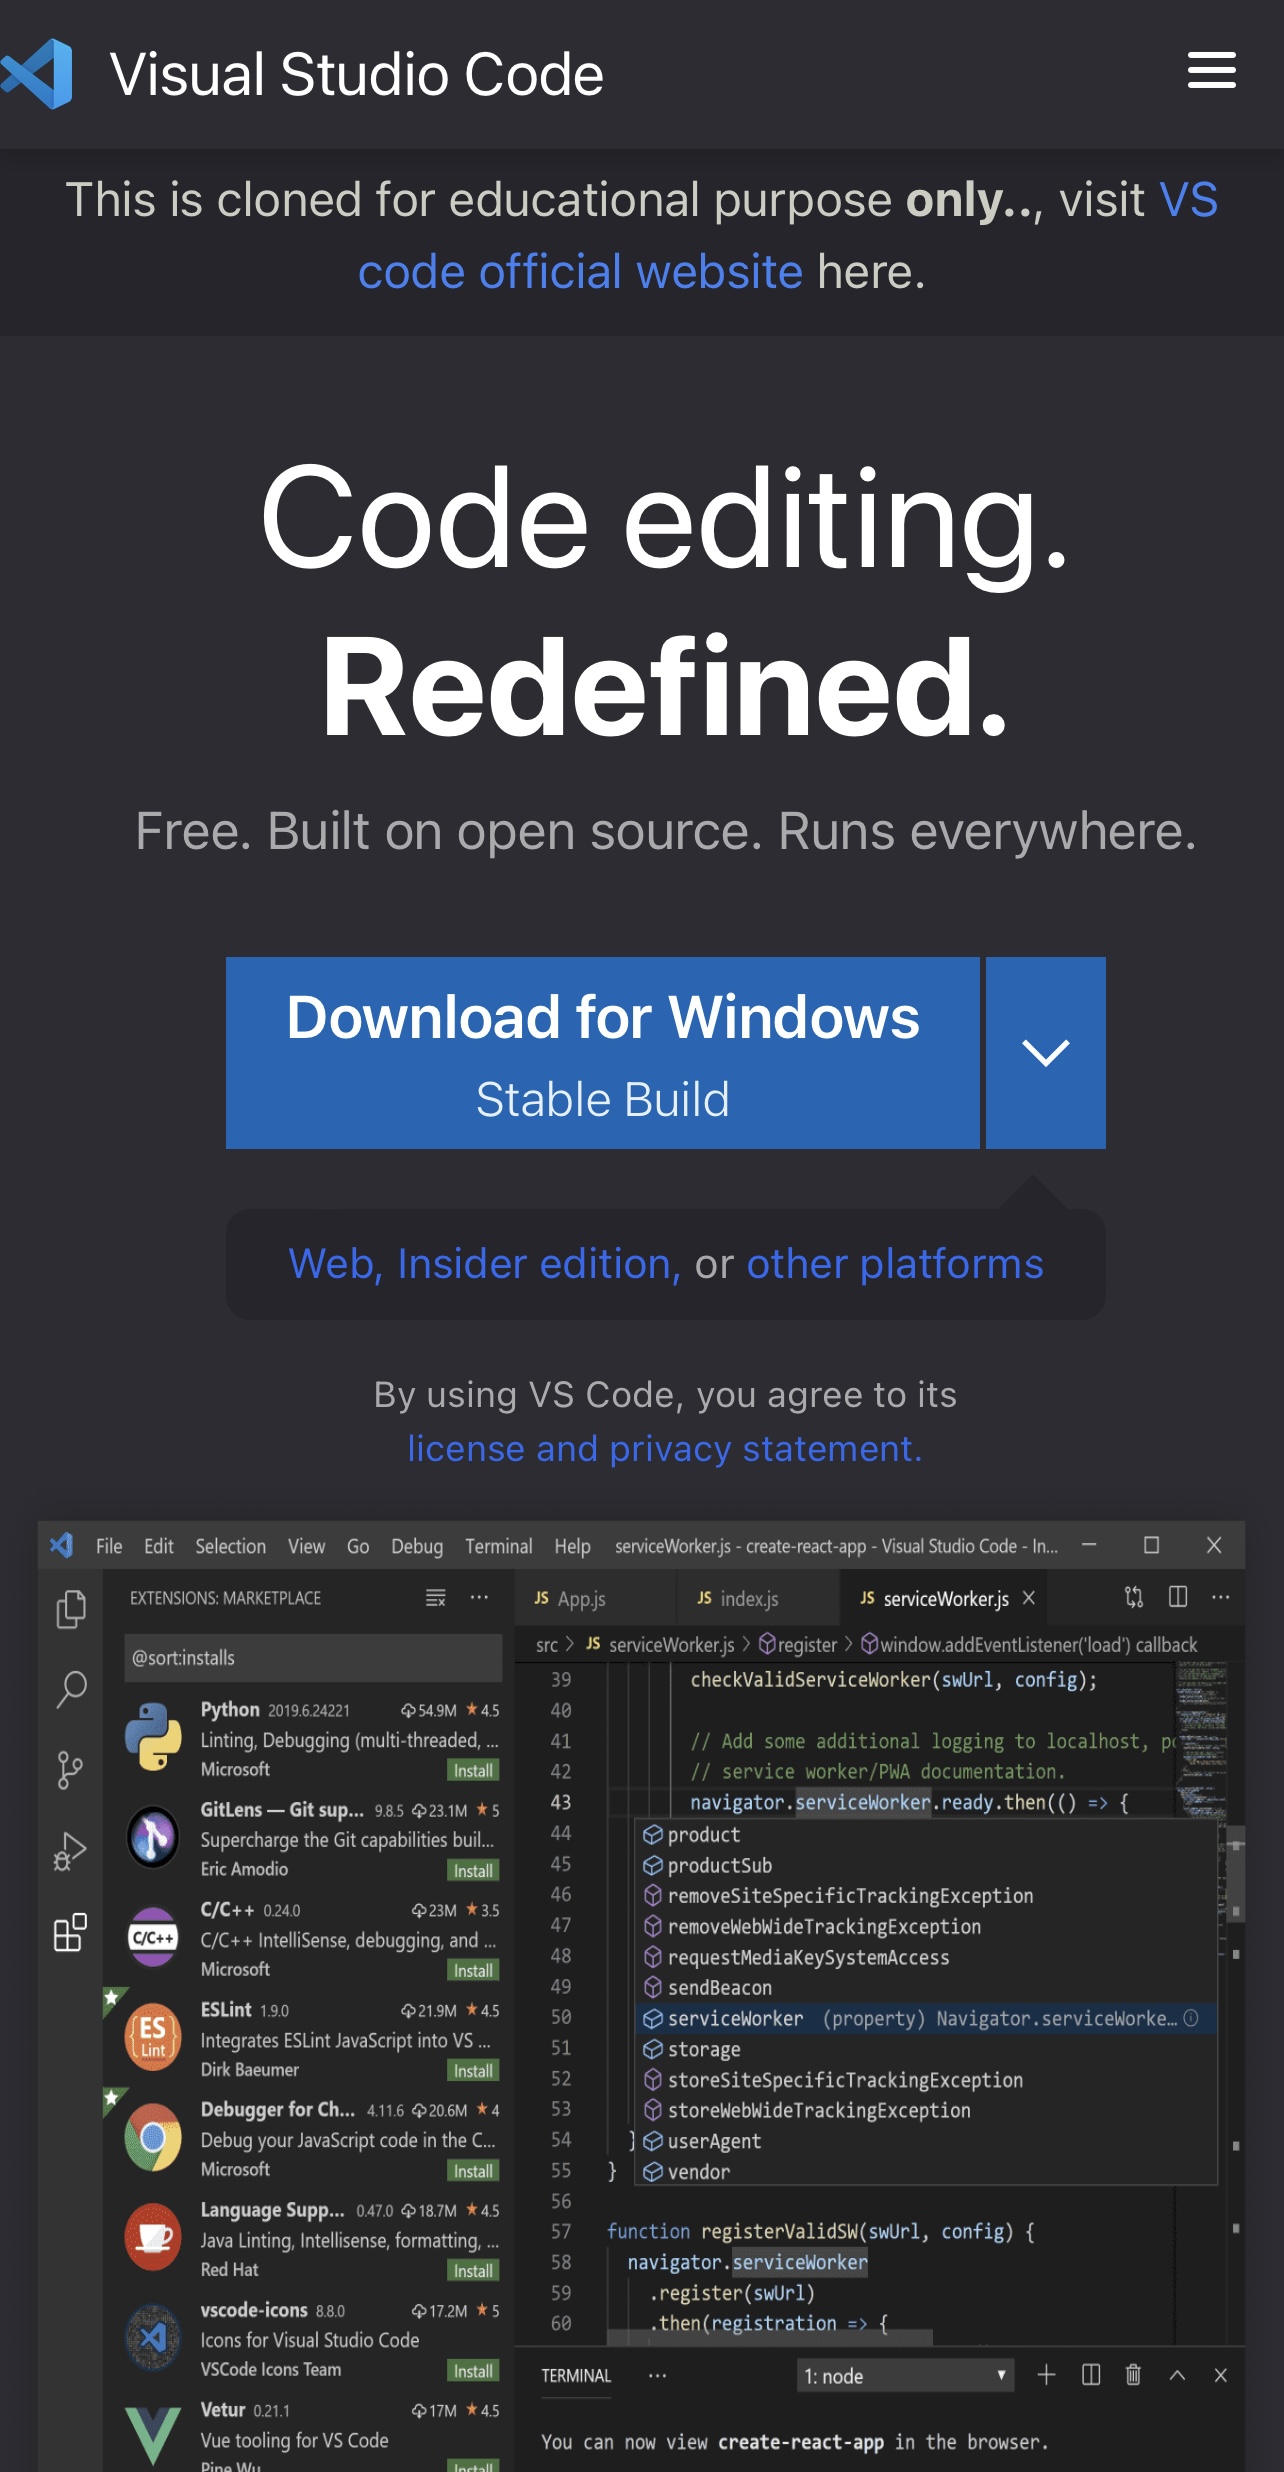 Visual Studio Code
This is cloned for educational purpose only.., visit VS
code official website here.
Code editing.
Redefined.
Free. Built on open source. Runs everywhere.
Download for Windows
Stable Build
Web, Insider edition, or other platforms
By using VS Code, you agree to its
license and privacy statement.
File Edit Selection View Go Debug Terminal Help serviceWorker.js - create-react-app - Visual Studio Code - In...
EXTENSIONS: MARKETPLACE
@sort:installs
Python 2019.6.24221 54.9M ★ 4.5
Linting, Debugging (multi-threaded, ...
Microsoft Install
GitLens — Git sup... 9.8.5 23.1M ★ 5
Supercharge the Git capabilities buil...
Eric Amodio Install
C/C++
C/C++ 0.24.0 23M ★ 3.5
C/C++ IntelliSense, debugging, and ...
Microsoft Install
ES
Lint
ESLint 1.9.0 21.9M ★ 4.5
Integrates ESLint JavaScript into VS ...
Dirk Baeumer Install
Debugger for Ch... 4.11.6 20.6M ★ 4
Debug your JavaScript code in the C...
Microsoft Install
Language Supp... 0.47.0 18.7M ★ 4.5
Java Linting, Intellisense, formatting, ...
Red Hat Install
vscode-icons 8.8.0 17.2M ★ 5
Icons for Visual Studio Code
VSCode Icons Team Install
Vetur 0.21.1 17M ★ 4.5
Vue tooling for VS Code
Pine Wu Install
JS App.js JS index.js JS serviceWorker.js
src > JS serviceWorker.js > register > window.addEventListener('load') callback
39 checkValidServiceWorker(swUrl, config);
40
41 // Add some additional logging to localhost, po
42 // service worker/PWA documentation.
43 navigator.serviceWorker.ready.then(() => {
44 product
45 productSub
46 removeSiteSpecificTrackingException
47 removeWebWideTrackingException
48 requestMediaKeySystemAccess
49 sendBeacon
50 serviceWorker (property) Navigator.serviceWorke...
51 storage
52 storeSiteSpecificTrackingException
53 storeWebWideTrackingException
54 } userAgent
55 } vendor
56
57 function registerValidSW(swUrl, config) {
58 navigator.serviceWorker
59 .register(swUrl)
60 .then(registration => {
TERMINAL ... 1: node
You can now view create-react-app in the browser.